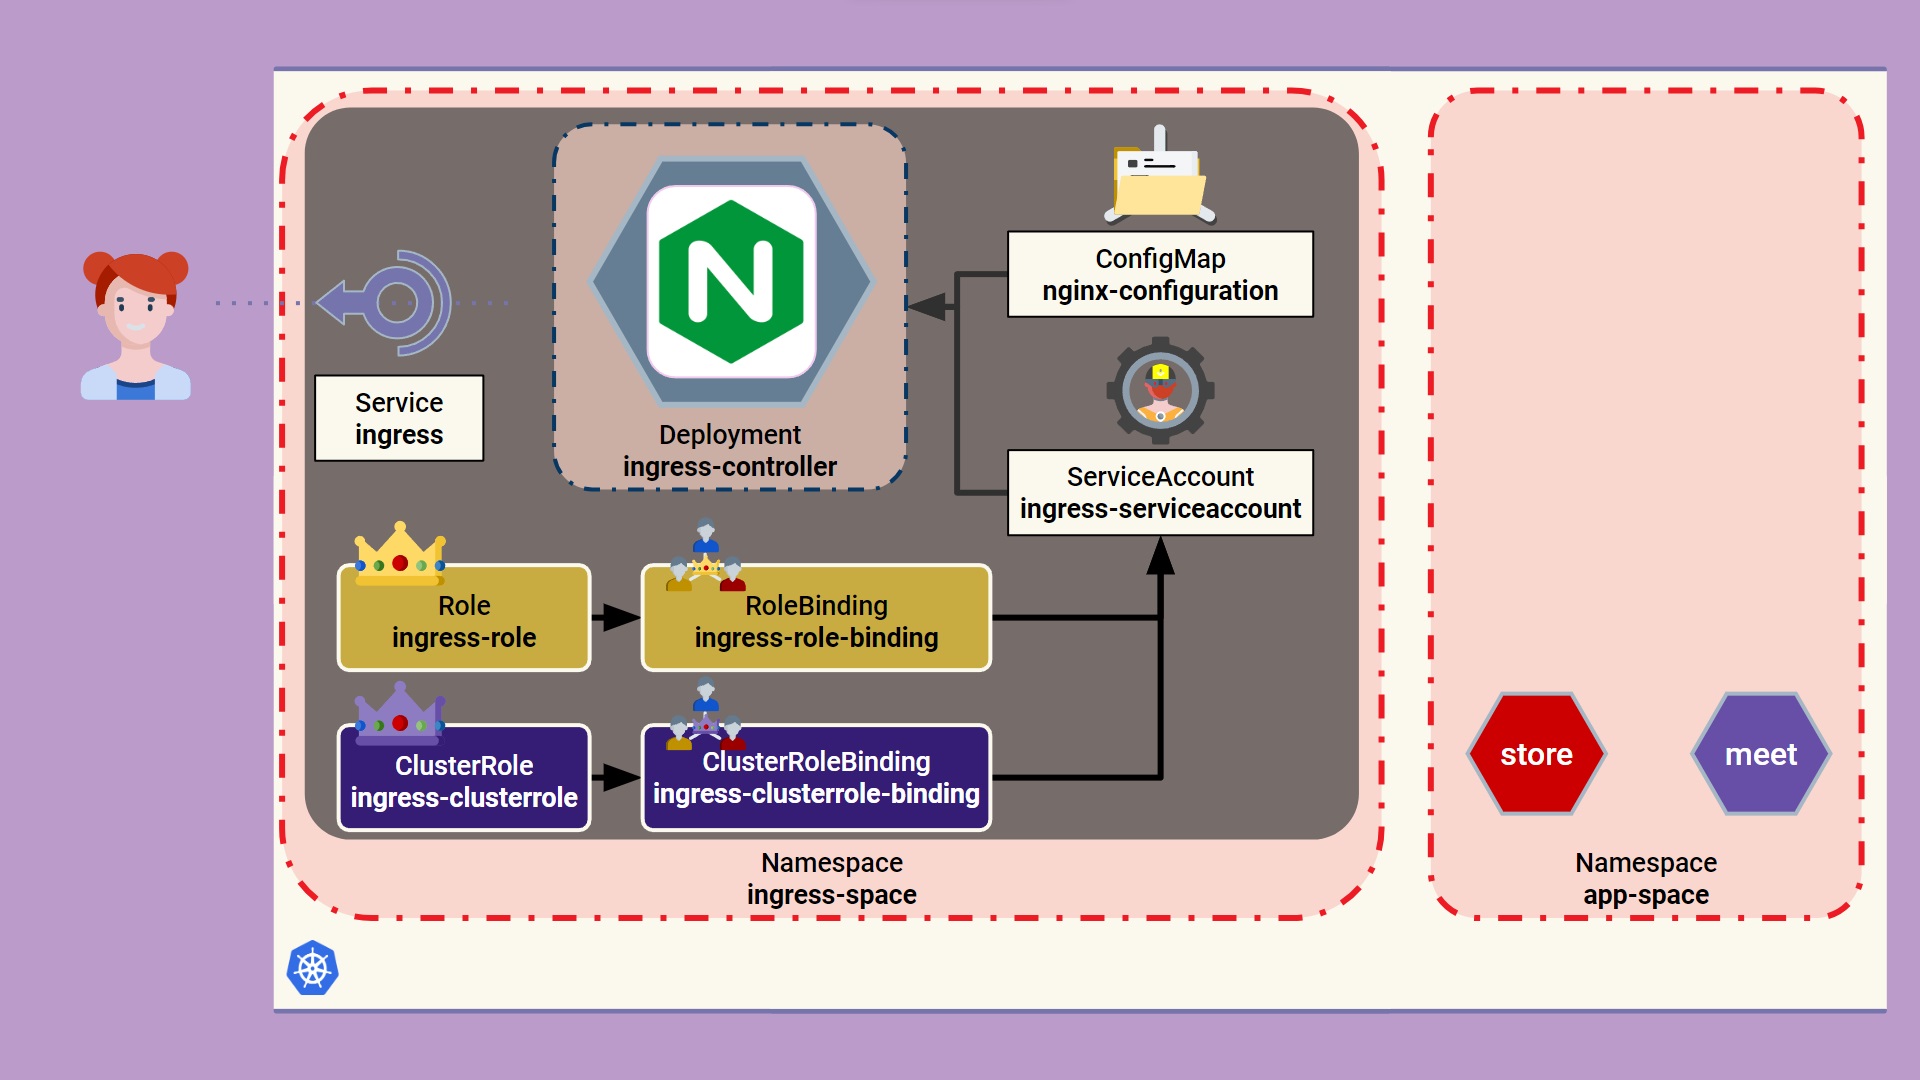 ConfigMap
nginx-configuration
Service
ingress
Deployment
ingress-controller
ServiceAccount
ingress-serviceaccount
Role
ingress-role
RoleBinding
ingress-role-binding
ClusterRole
ingress-clusterrole
ClusterRoleBinding
ingress-clusterrole-binding
Namespace
ingress-space
store
meet
Namespace
app-space